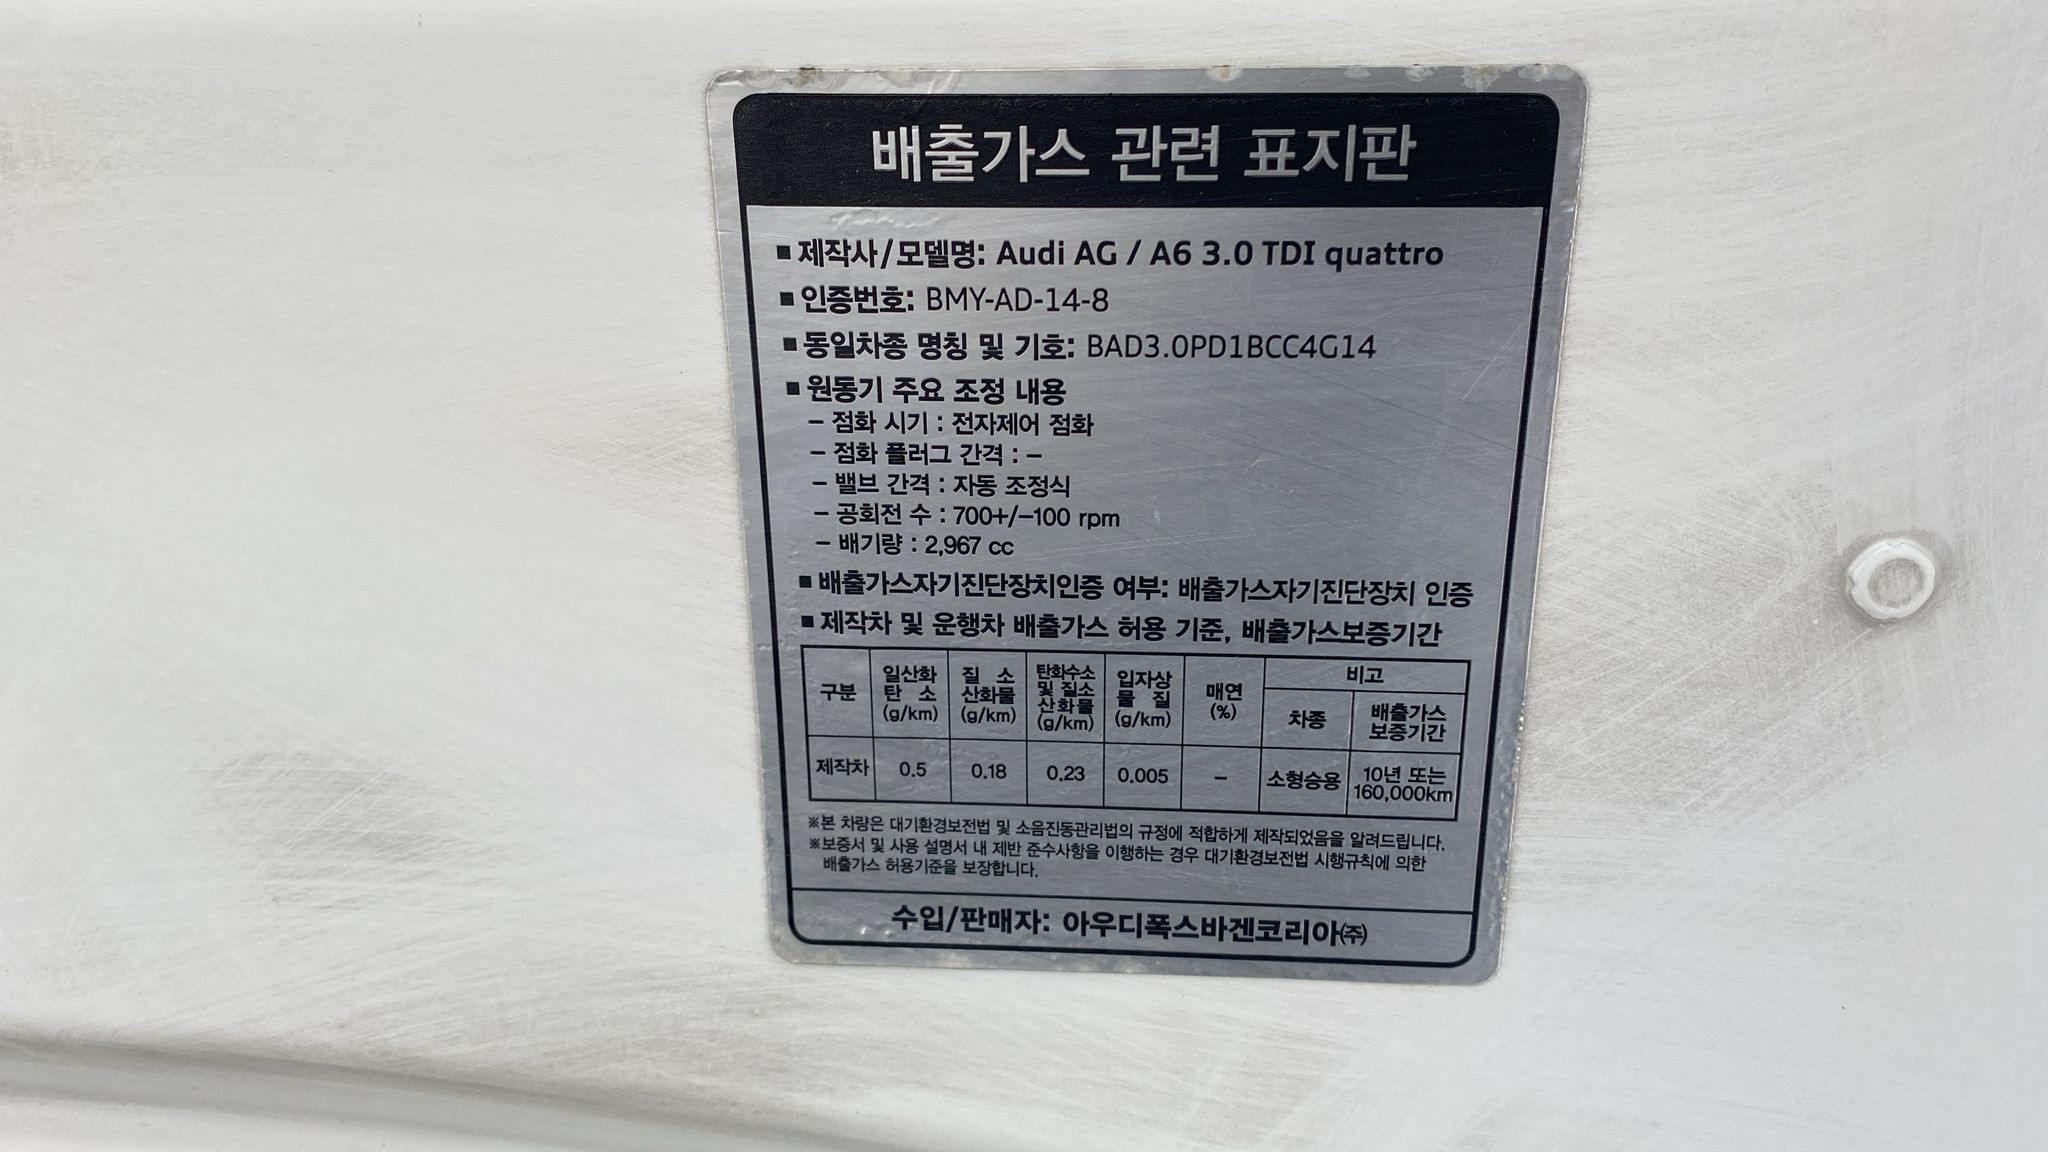 배출가스 관련 표지판
■ 제작사/모델명: Audi AG / A6 3.0 TDI quattro
■ 인증번호: BMY-AD-14-8
■ 동일차종 명칭 및 기호: BAD3.0PD1BCC4G14
■ 원동기 주요 조정 내용
– 점화 시기 : 전자제어 점화
– 점화 플러그 간격 : –
– 밸브 간격 : 자동 조정식
– 공회전 수 : 700+/–100 rpm
– 배기량 : 2,967 cc
■ 배출가스자기진단장치인증 여부: 배출가스자기진단장치 인증
■ 제작차 및 운행차 배출가스 허용 기준, 배출가스보증기간
구분 일산화 탄 소 (g/km) 질 소 산화물 (g/km) 탄화수소 및 질소 산화물 (g/km) 입자상 물 질 (g/km) 매연 (%) 비고
차종 배출가스 보증기간
제작차 0.5 0.18 0.23 0.005 – 소형승용 10년 또는 160,000km
※본 차량은 대기환경보전법 및 소음진동관리법의 규정에 적합하게 제작되었음을 알려드립니다.
※보증서 및 사용 설명서 내 제반 준수사항을 이행하는 경우 대기환경보전법 시행규칙에 의한
배출가스 허용기준을 보장합니다.
수입/판매자: 아우디폭스바겐코리아㈜